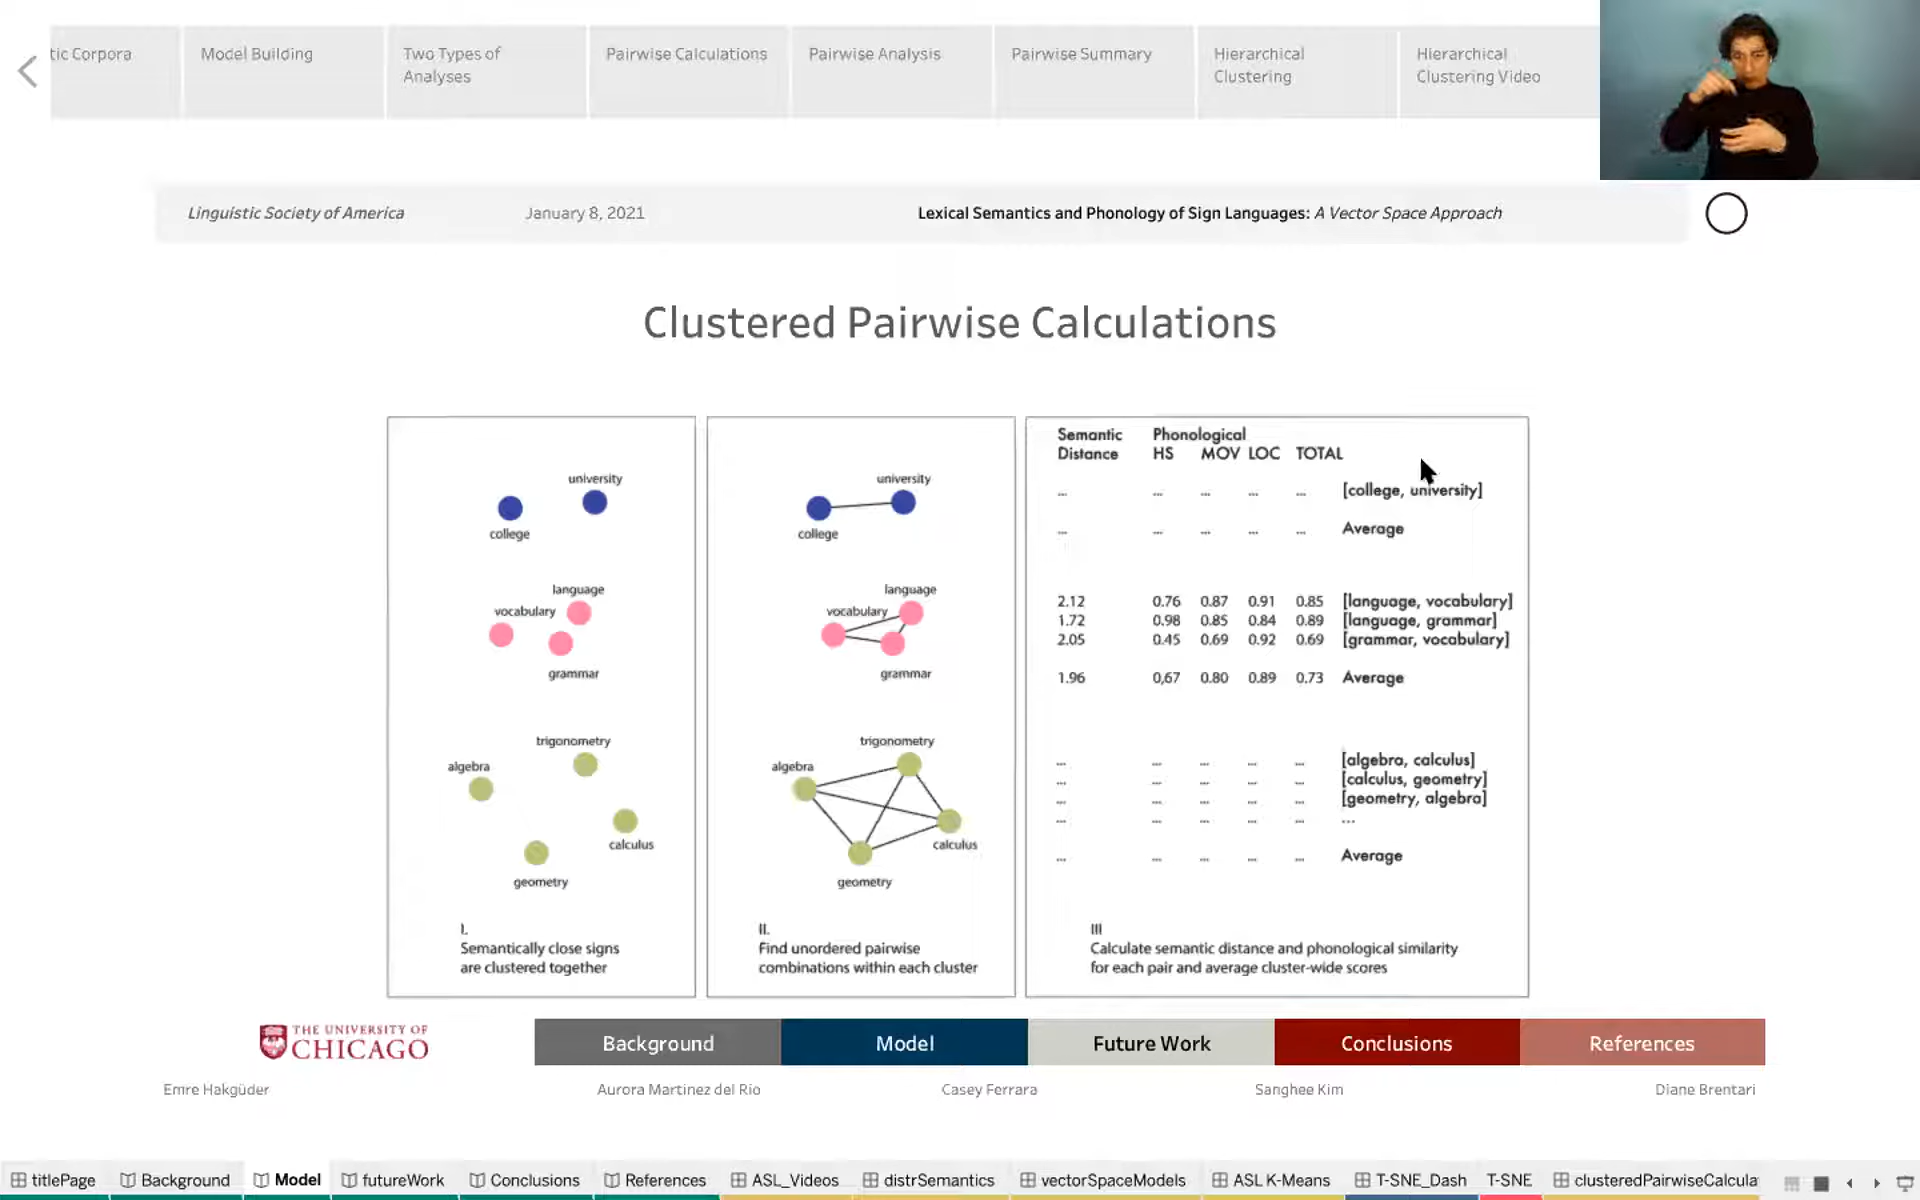 tic Corpora
Model Building
Two Types of
Analyses
Pairwise Calculations
Pairwise Analysis
Pairwise Summary
Hierarchical
Clustering
Hierarchical
Clustering Video
Linguistic Society of America
January 8, 2021
Lexical Semantics and Phonology of Sign Languages: A Vector Space Approach
Clustered Pairwise Calculations
university
college
language
vocabulary
grammar
trigonometry
algebra
calculus
geometry
I.
Semantically close signs
are clustered together
university
college
language
vocabulary
grammar
trigonometry
algebra
calculus
geometry
II.
Find unordered pairwise
combinations within each cluster
Semantic Phonological
Distance HS MOV LOC TOTAL
... ... ... ... ... [college, university]
... ... ... ... ... Average
2.12 0.76 0.87 0.91 0.85 [language, vocabulary]
1.72 0.98 0.85 0.84 0.89 [language, grammar]
2.05 0.45 0.69 0.92 0.69 [grammar, vocabulary]
1.96 0,67 0.80 0.89 0.73 Average
... ... ... ... ... [algebra, calculus]
... ... ... ... ... [calculus, geometry]
... ... ... ... ... [geometry, algebra]
... ... ... ... ... ...
... ... ... ... ... Average
III
Calculate semantic distance and phonological similarity
for each pair and average cluster-wide scores
THE UNIVERSITY OF
CHICAGO
Background
Model
Future Work
Conclusions
References
Emre Hakgüder
Aurora Martinez del Rio
Casey Ferrara
Sanghee Kim
Diane Brentari
titlePage
Background
Model
futureWork
Conclusions
References
ASL_Videos
distrSemantics
vectorSpaceModels
ASL K-Means
T-SNE_Dash
T-SNE
clusteredPairwiseCalcula